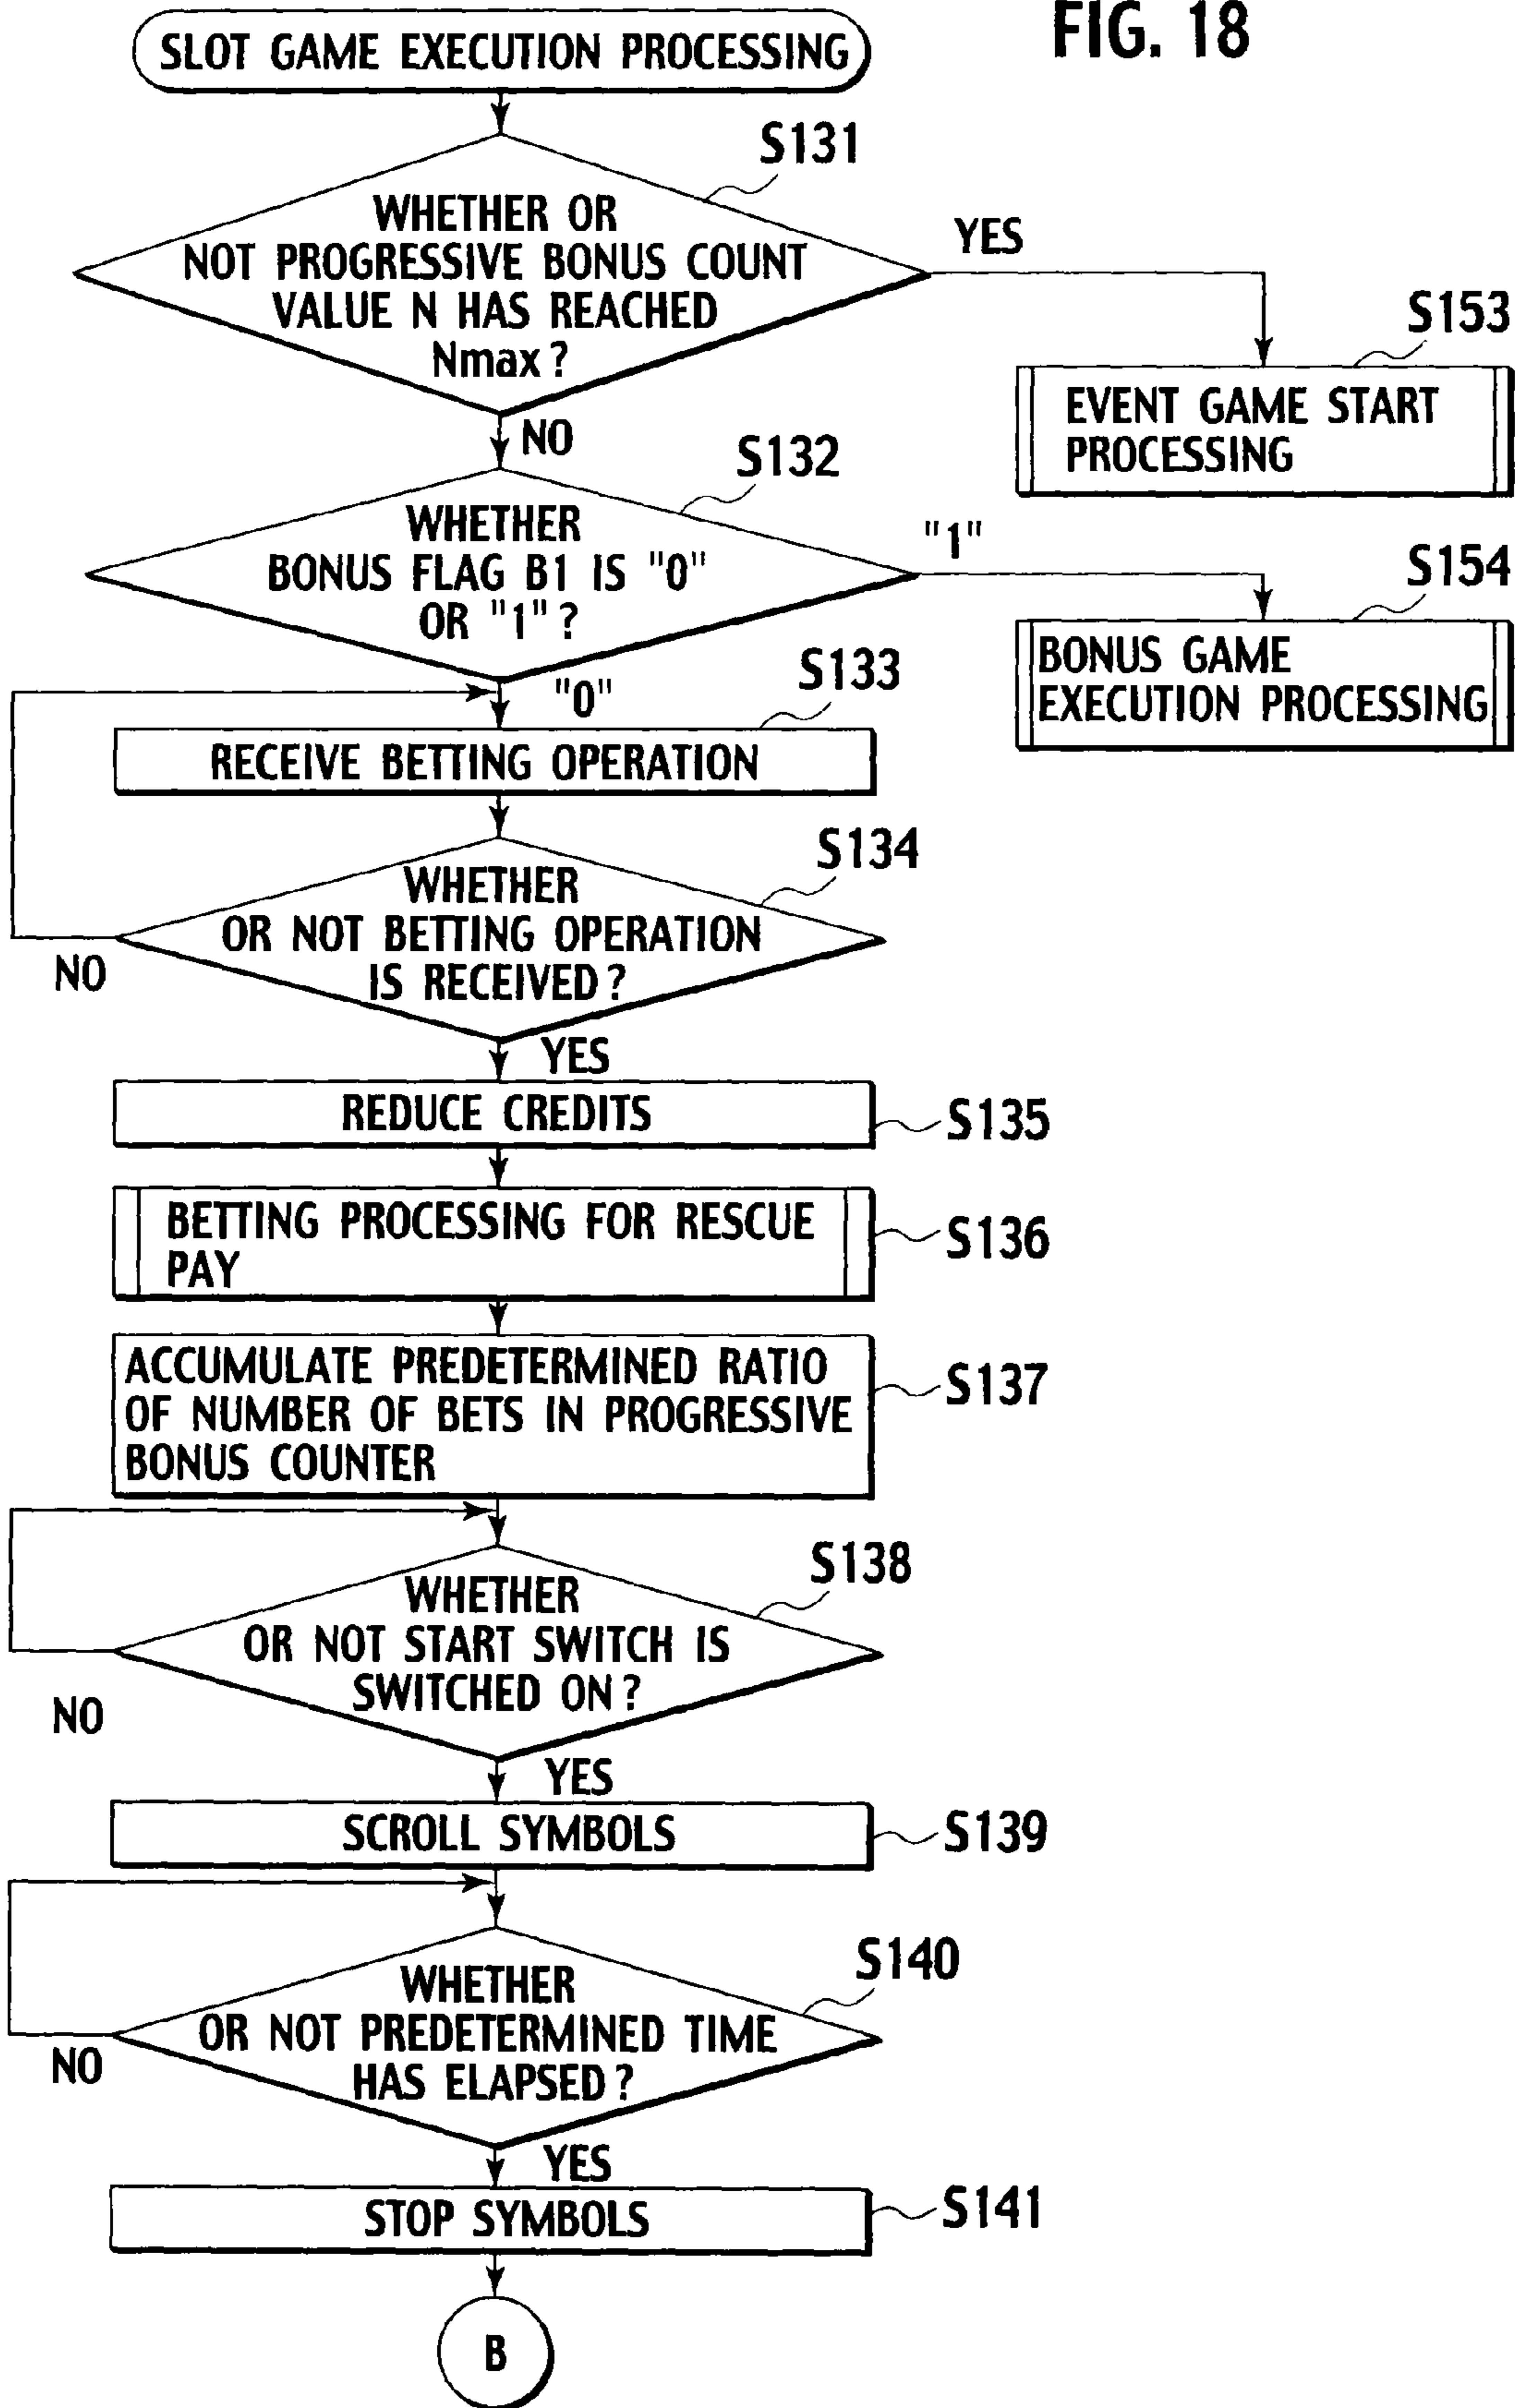 FIG. 18
SLOT GAME EXECUTION PROCESSING
S131
WHETHER OR
NOT PROGRESSIVE BONUS COUNT
VALUE N HAS REACHED
Nmax?
YES
S153
EVENT GAME START
PROCESSING
NO
S132
WHETHER
BONUS FLAG B1 IS "0"
OR "1"?
"1"
S154
BONUS GAME
EXECUTION PROCESSING
"0"
S133
RECEIVE BETTING OPERATION
S134
WHETHER
OR NOT BETTING OPERATION
IS RECEIVED?
NO
YES
REDUCE CREDITS
S135
BETTING PROCESSING FOR RESCUE
PAY
S136
ACCUMULATE PREDETERMINED RATIO
OF NUMBER OF BETS IN PROGRESSIVE
BONUS COUNTER
S137
S138
WHETHER
OR NOT START SWITCH IS
SWITCHED ON?
NO
YES
SCROLL SYMBOLS
S139
S140
WHETHER
OR NOT PREDETERMINED TIME
HAS ELAPSED?
NO
YES
STOP SYMBOLS
S141
B